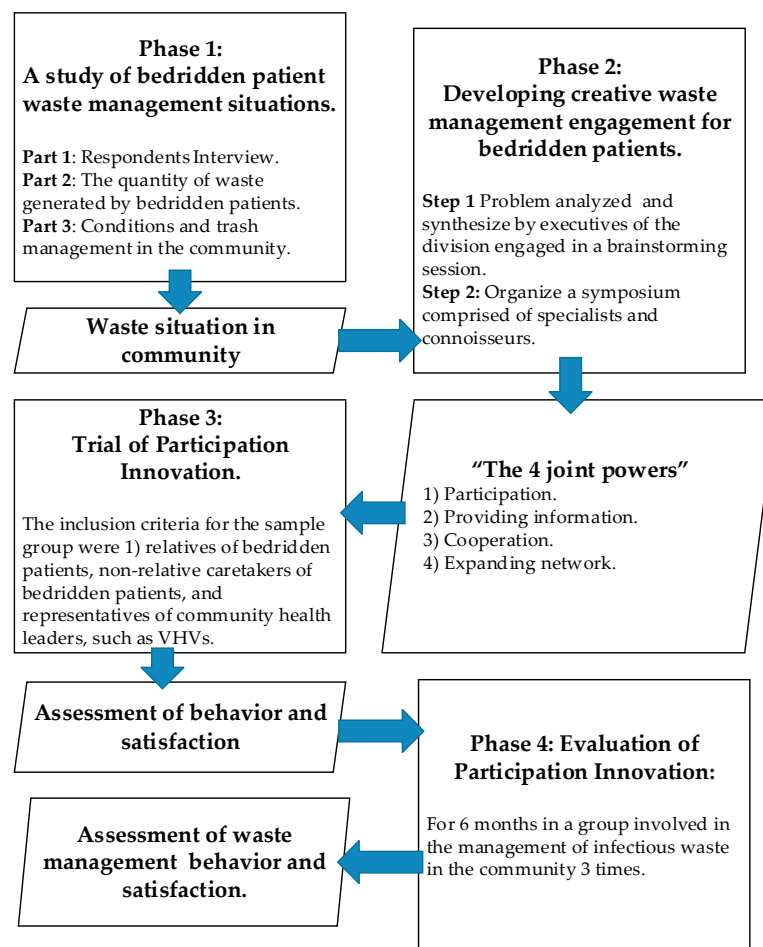 Phase 1:
A study of bedridden patient
waste management situations.
Part 1: Respondents Interview.
Part 2: The quantity of waste
generated by bedridden patients.
Part 3: Conditions and trash
management in the community.
Waste situation in
community
Phase 2:
Developing creative waste
management engagement for
bedridden patients.
Step 1 Problem analyzed and
synthesize by executives of the
division engaged in a brainstorming
session.
Step 2: Organize a symposium
comprised of specialists and
connoisseurs.
"The 4 joint powers"
1) Participation.
2) Providing information.
3) Cooperation.
4) Expanding network.
Phase 3:
Trial of Participation
Innovation.
The inclusion criteria for the sample
group were 1) relatives of bedridden
patients, non-relative caretakers of
bedridden patients, and
representatives of community health
leaders, such as VHVs.
Assessment of behavior and
satisfaction
Phase 4: Evaluation of
Participation Innovation:
For 6 months in a group involved in
the management of infectious waste
in the community 3 times.
Assessment of waste
management behavior and
satisfaction.